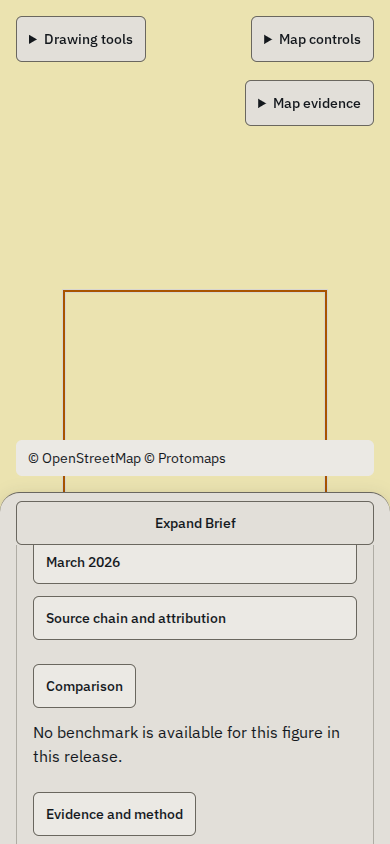 Drawing tools
Map controls
Map evidence
© OpenStreetMap © Protomaps
Expand Brief
March 2026
Source chain and attribution
Comparison
No benchmark is available for this figure in
this release.
Evidence and method